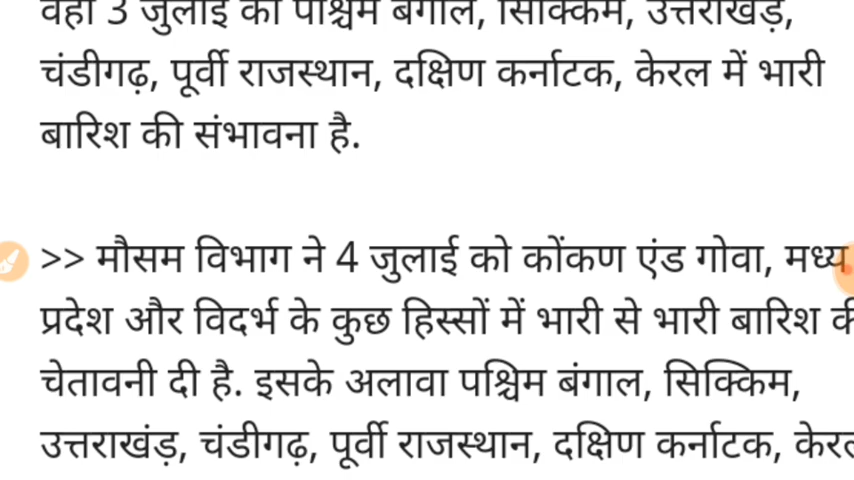 वहीं 3 जुलाई को पश्चिम बंगाल, सिक्किम, उत्तराखंड,
चंडीगढ़, पूर्वी राजस्थान, दक्षिण कर्नाटक, केरल में भारी
बारिश की संभावना है.
>> मौसम विभाग ने 4 जुलाई को कोंकण एंड गोवा, मध्य
प्रदेश और विदर्भ के कुछ हिस्सों में भारी से भारी बारिश की
चेतावनी दी है. इसके अलावा पश्चिम बंगाल, सिक्किम,
उत्तराखंड़, चंडीगढ़, पूर्वी राजस्थान, दक्षिण कर्नाटक, केरल